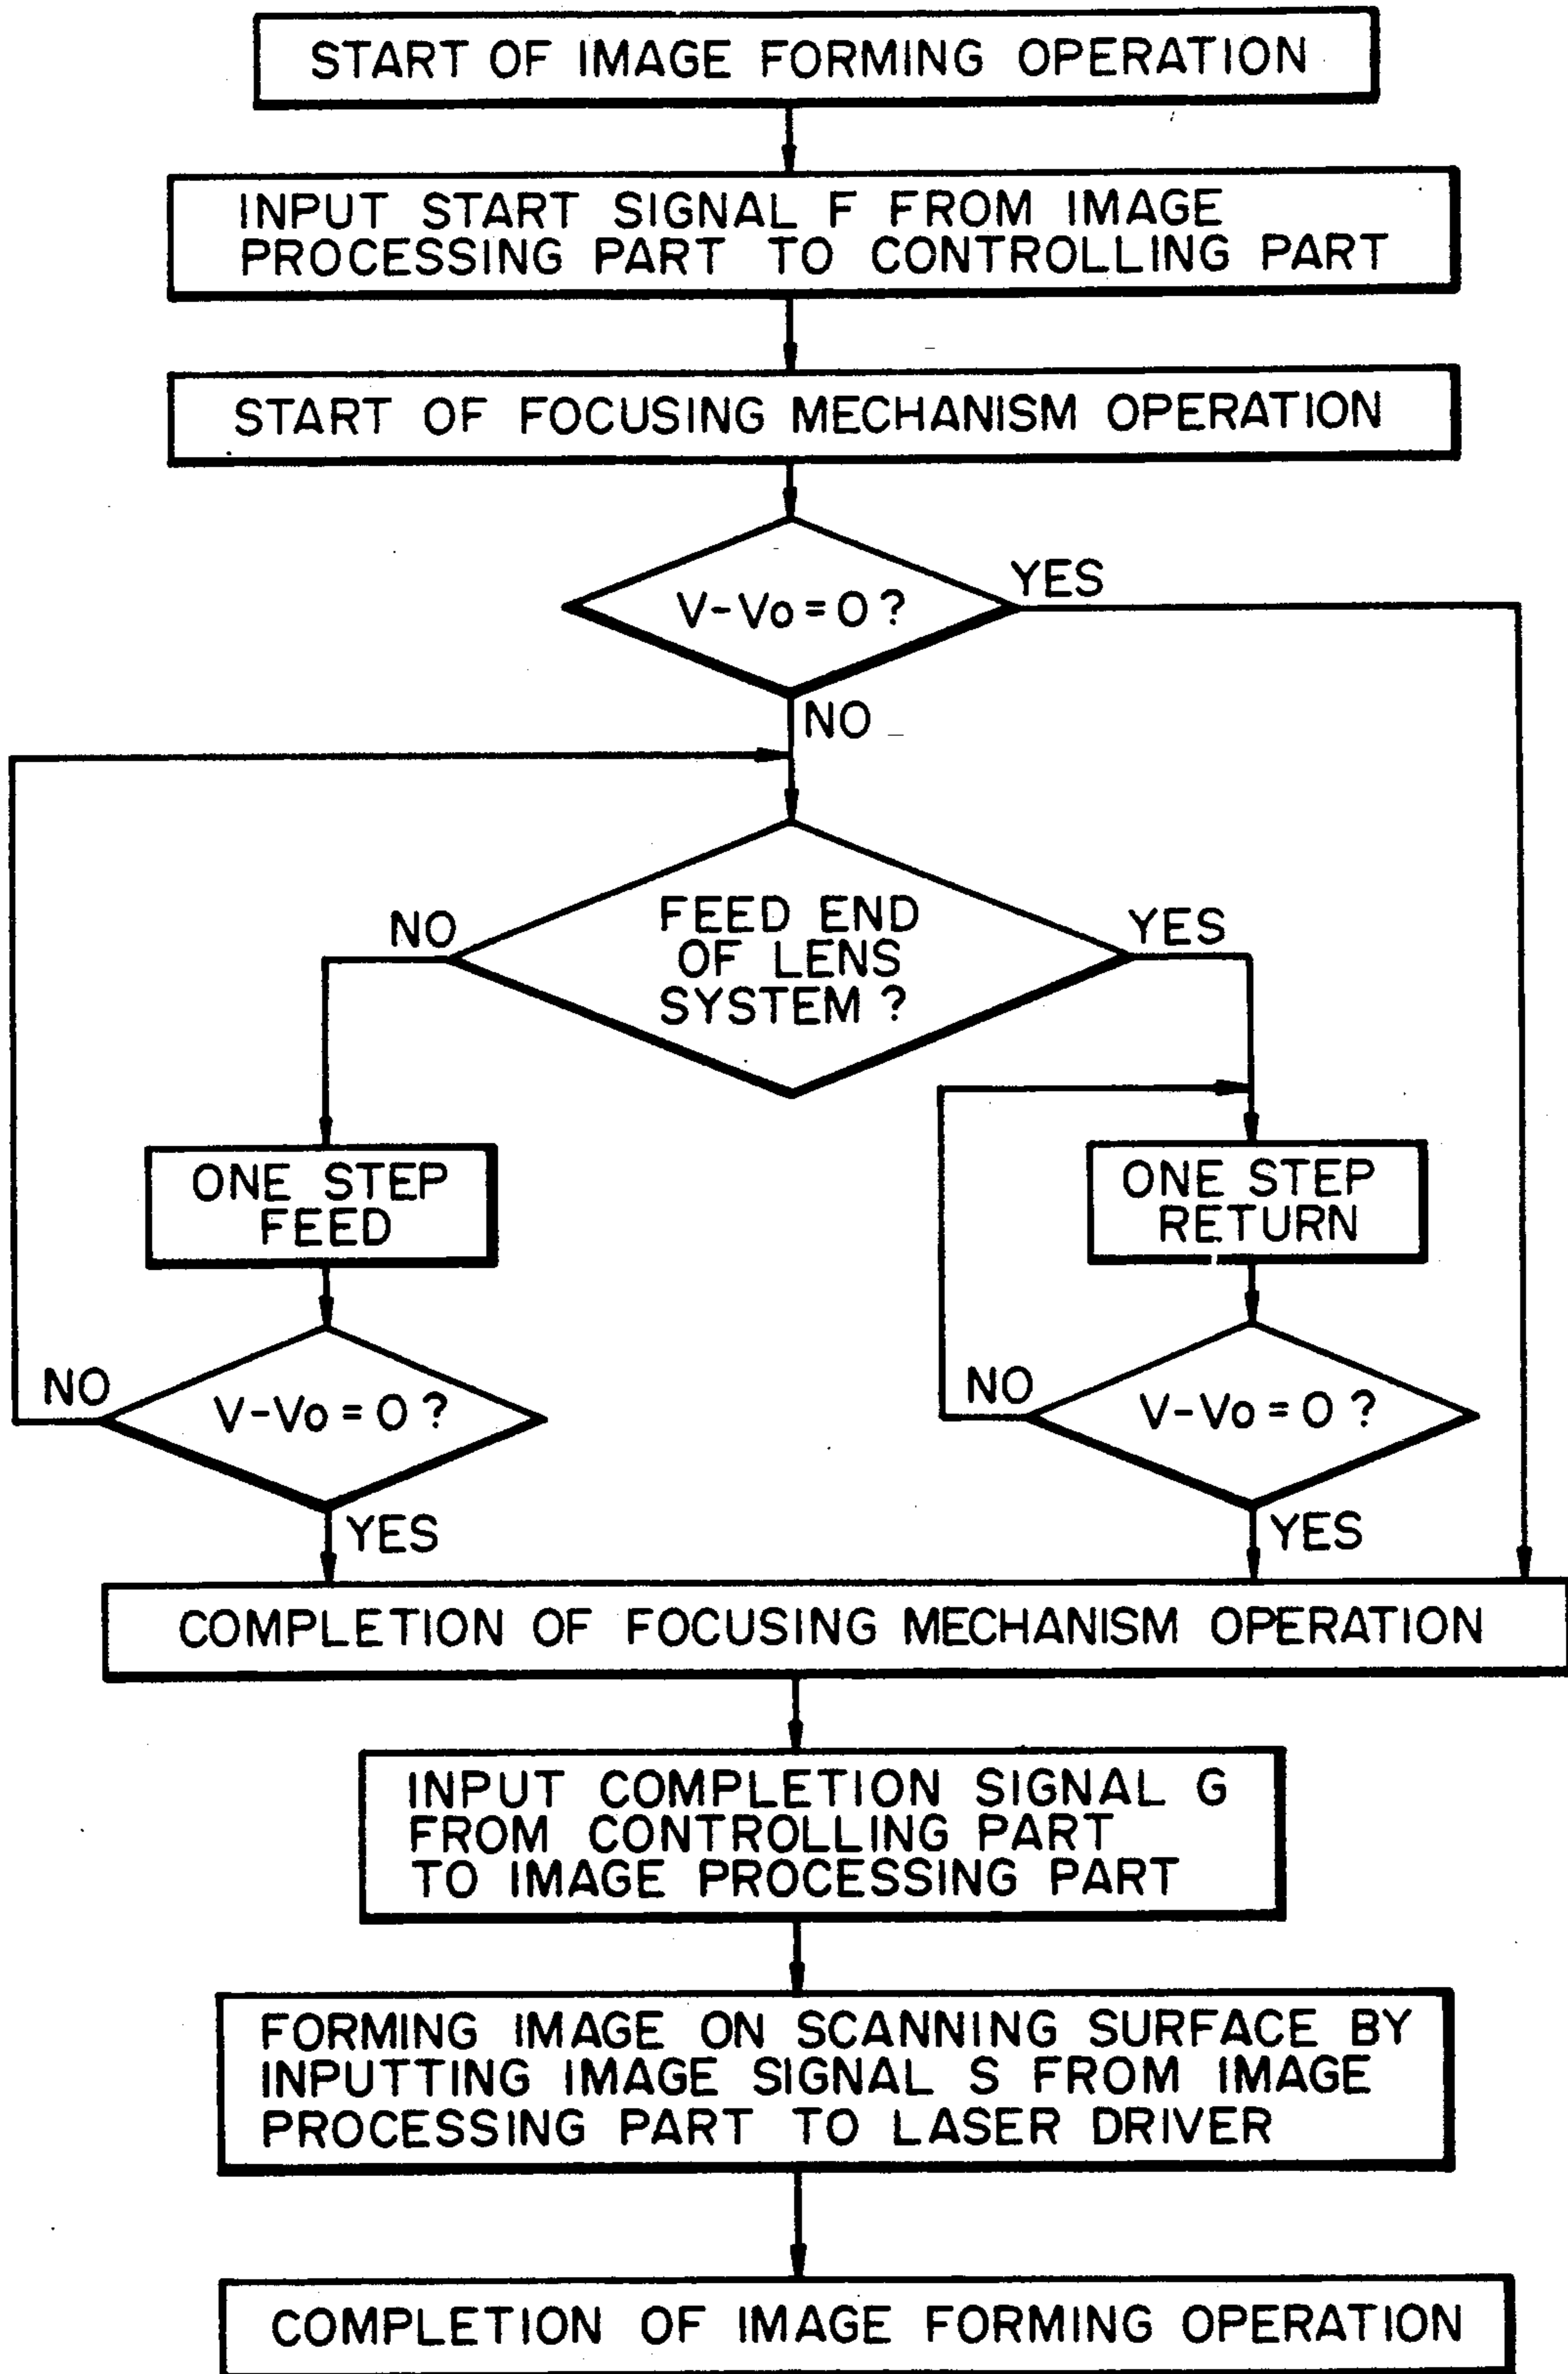 START OF IMAGE FORMING OPERATION
INPUT START SIGNAL F FROM IMAGE
PROCESSING PART TO CONTROLLING PART
START OF FOCUSING MECHANISM OPERATION
V-Vo=0?
YES
NO
FEED END
OF LENS
SYSTEM?
NO
YES
ONE STEP
FEED
ONE STEP
RETURN
V-Vo=0?
NO
YES
V-Vo=0?
NO
YES
COMPLETION OF FOCUSING MECHANISM OPERATION
INPUT COMPLETION SIGNAL G
FROM CONTROLLING PART
TO IMAGE PROCESSING PART
FORMING IMAGE ON SCANNING SURFACE BY
INPUTTING IMAGE SIGNAL S FROM IMAGE
PROCESSING PART TO LASER DRIVER
COMPLETION OF IMAGE FORMING OPERATION